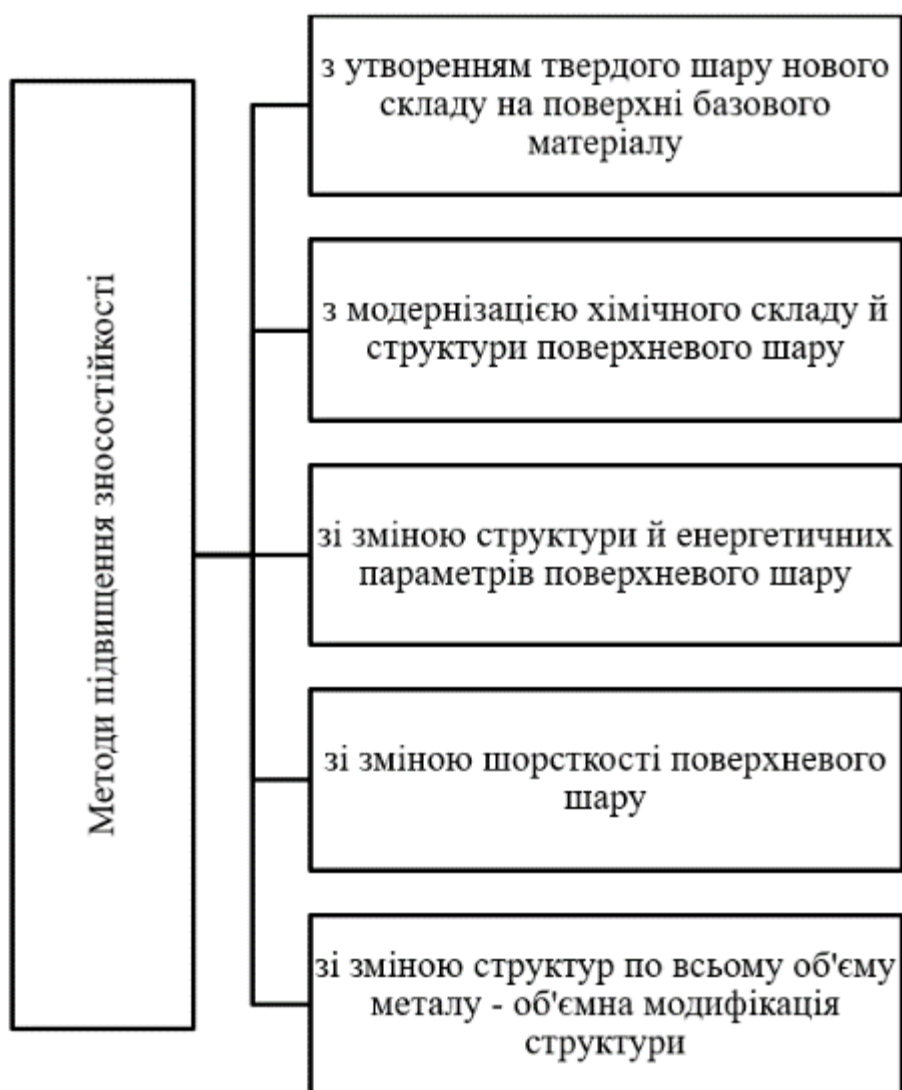 Методи підвищення зносостійкості
з утворенням твердого шару нового
складу на поверхні базового
матеріалу
з модернізацією хімічного складу й
структури поверхневого шару
зі зміною структури й енергетичних
параметрів поверхневого шару
зі зміною шорсткості поверхневого
шару
зі зміною структур по всьому об'єму
металу - об'ємна модифікація
структури